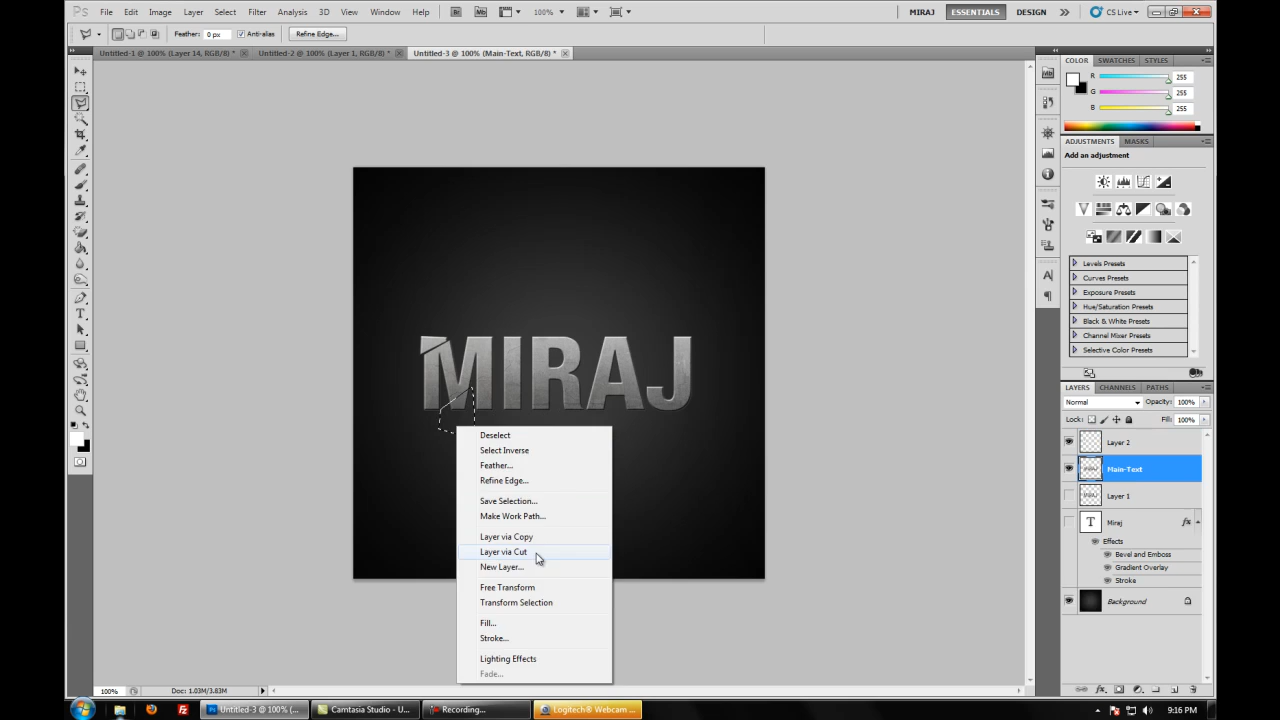 Ps File Edit Image Layer Select Filter Analysis 3D View Window Help Br Mb 100% MIRAJ ESSENTIALS DESIGN CS Live
Feather: 0 px Anti-alias Refine Edge...
Untitled-1 @ 100% (Layer 14, RGB/8) * Untitled-2 @ 100% (Layer 1, RGB/8) * Untitled-3 @ 100% (Main-Text, RGB/8) *
COLOR SWATCHES STYLES
R 255
G 255
B 255
ADJUSTMENTS MASKS
Add an adjustment
Levels Presets
Curves Presets
Exposure Presets
Hue/Saturation Presets
Black & White Presets
Channel Mixer Presets
Selective Color Presets
MIRAJ
Deselect
Select Inverse
Feather...
Refine Edge...
Save Selection...
Make Work Path...
Layer via Copy
Layer via Cut
New Layer...
Free Transform
Transform Selection
Fill...
Stroke...
Lighting Effects
Fade...
LAYERS CHANNELS PATHS
Normal Opacity: 100%
Lock: Fill: 100%
Layer 2
Main-Text
Layer 1
T Miraj fx
Effects
Bevel and Emboss
Gradient Overlay
Stroke
Background
100% Doc: 1.03M/3.83M
Untitled-3 @ 100% (... Camtasia Studio - U... Recording... Logitech® Webcam ... 9:16 PM